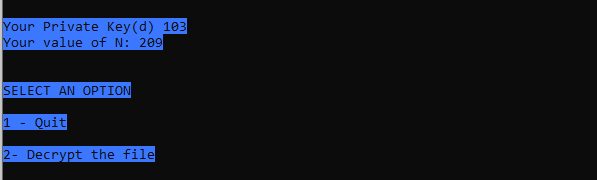 Your Private Key(d) 103
Your value of N: 209
SELECT AN OPTION
1 - Quit
2- Decrypt the file